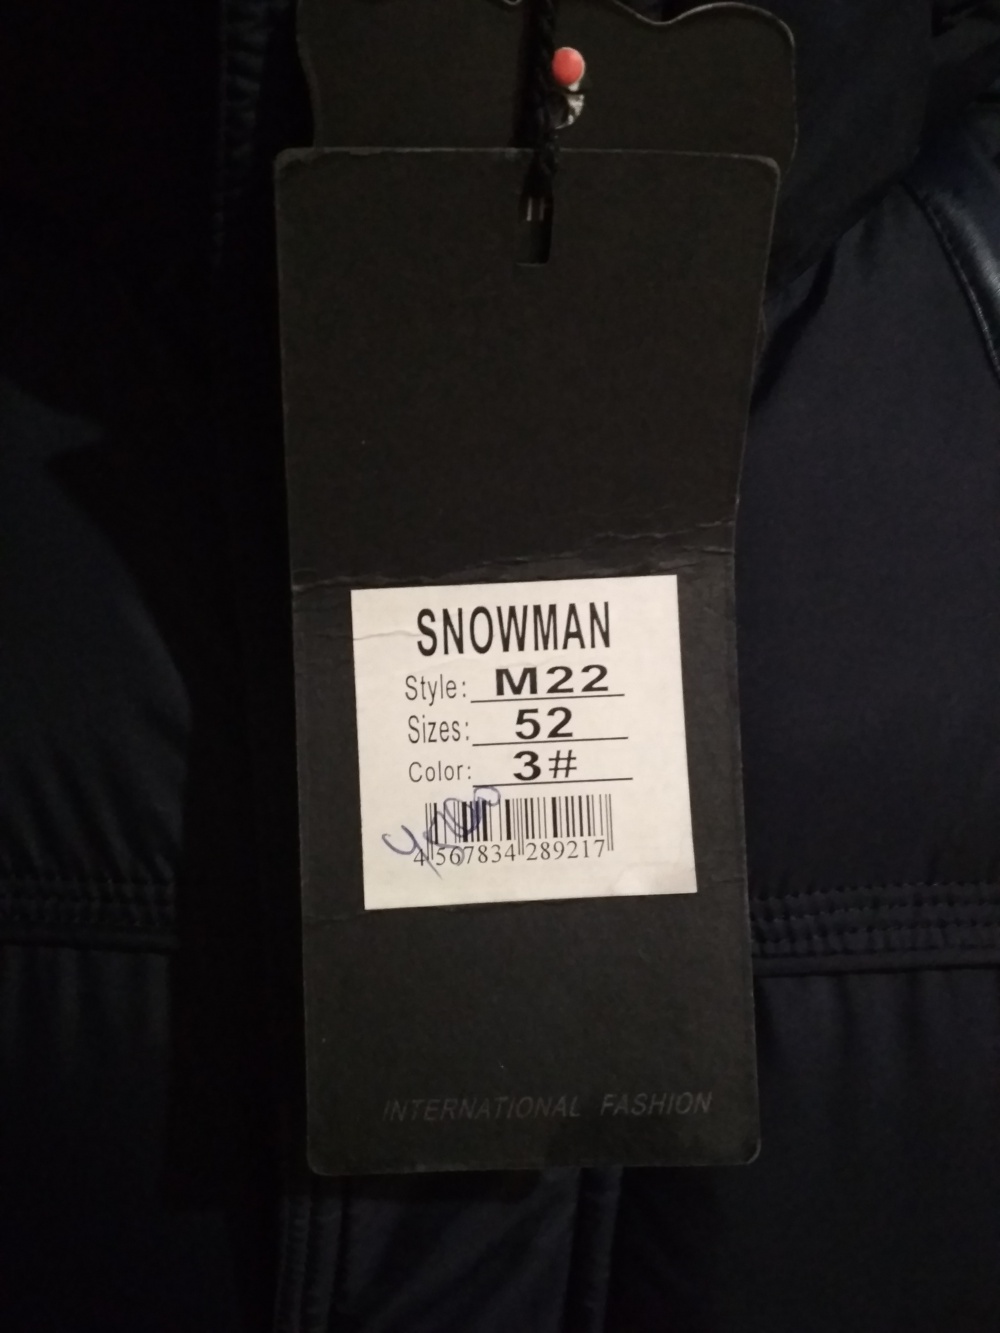 SNOWMAN
Style: M22
Sizes: 52
Color: 3#
4 567834 289217
INTERNATIONAL FASHION